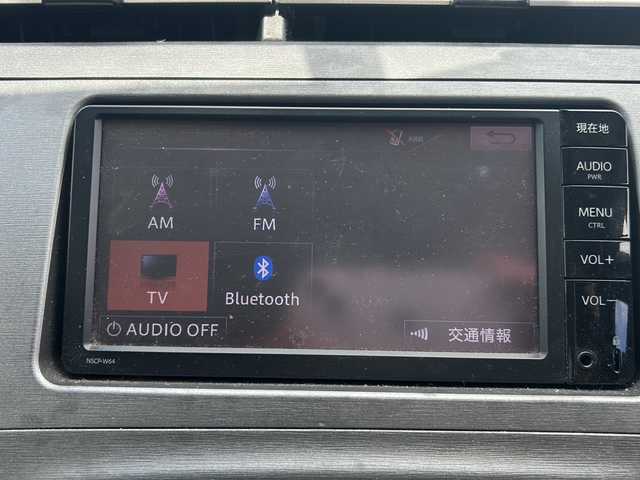 現在地
AUDIO
PWR
MENU
CTRL
VOL+
VOL−
AM
FM
TV
Bluetooth
AUDIO OFF
交通情報
NSCP-W64